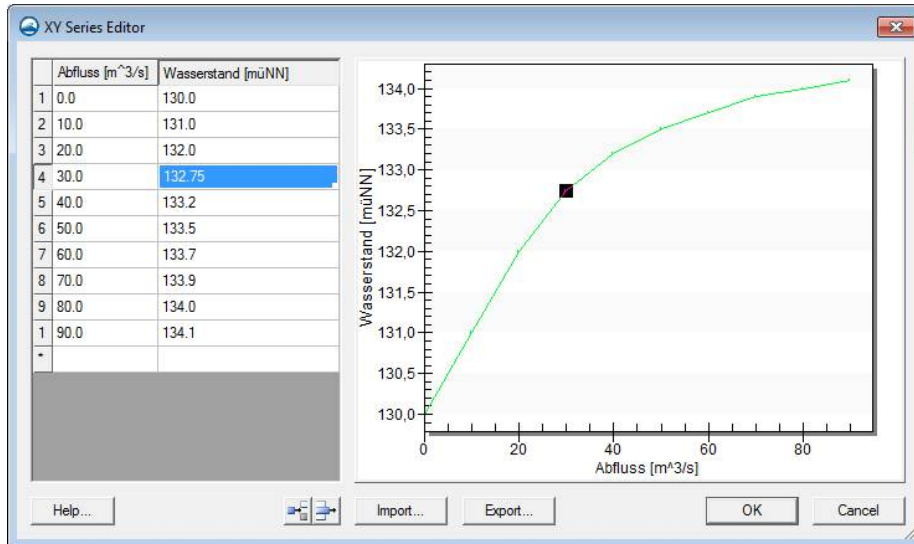 XY Series Editor
Abfluss [m^3/s] Wasserstand [müNN]
1 0.0 130.0
2 10.0 131.0
3 20.0 132.0
4 30.0 132.75
5 40.0 133.2
6 50.0 133.5
7 60.0 133.7
8 70.0 133.9
9 80.0 134.0
1 90.0 134.1
*
Wasserstand [müNN]
134,0
133,5
133,0
132,5
132,0
131,5
131,0
130,5
130,0
0 20 40 60 80
Abfluss [m^3/s]
Help... Import... Export... OK Cancel